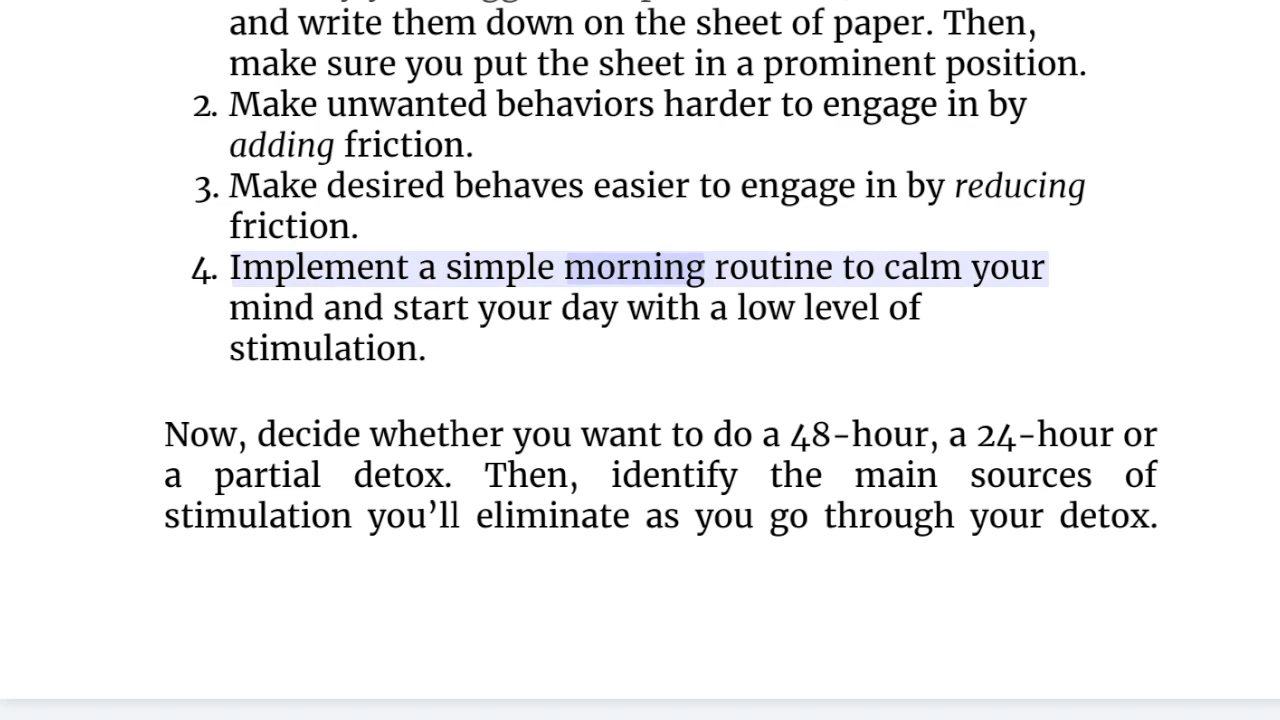 and write them down on the sheet of paper. Then,
make sure you put the sheet in a prominent position.
2. Make unwanted behaviors harder to engage in by
adding friction.
3. Make desired behaves easier to engage in by reducing
friction.
4. Implement a simple morning routine to calm your
mind and start your day with a low level of
stimulation.
Now, decide whether you want to do a 48-hour, a 24-hour or
a partial detox. Then, identify the main sources of
stimulation you’ll eliminate as you go through your detox.